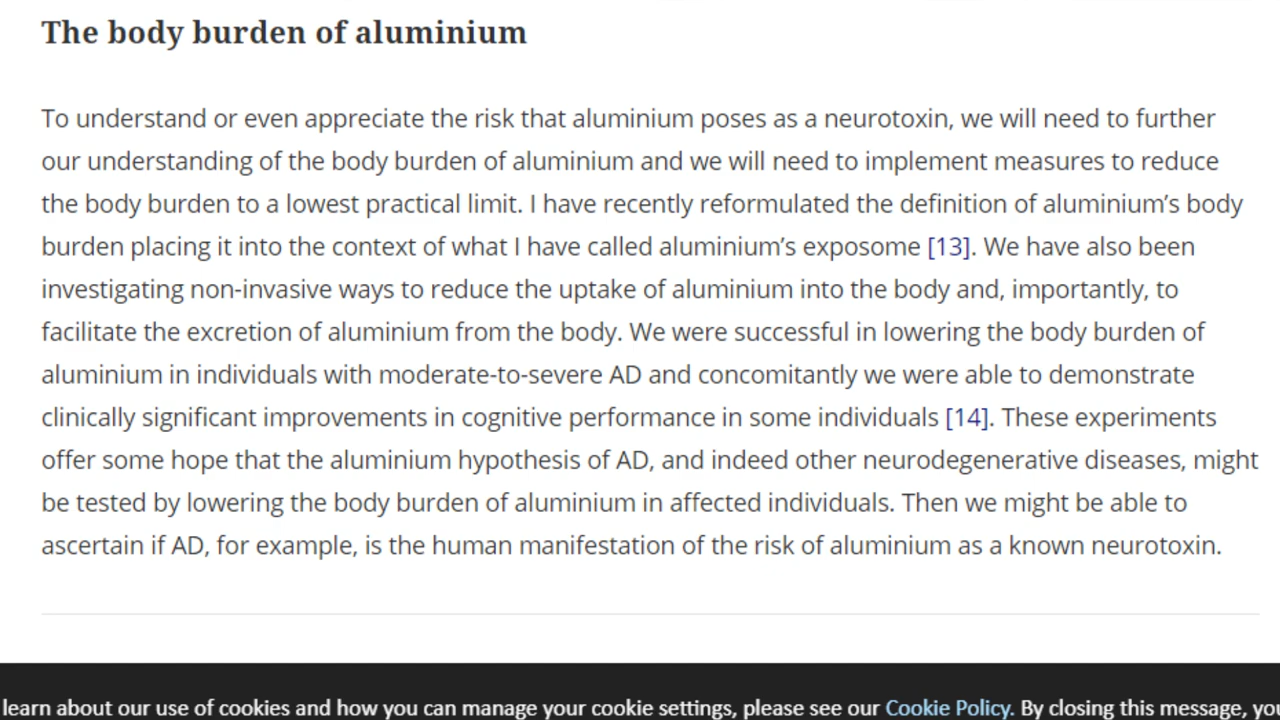 The body burden of aluminium
To understand or even appreciate the risk that aluminium poses as a neurotoxin, we will need to further
our understanding of the body burden of aluminium and we will need to implement measures to reduce
the body burden to a lowest practical limit. I have recently reformulated the definition of aluminium’s body
burden placing it into the context of what I have called aluminium’s exposome [13]. We have also been
investigating non-invasive ways to reduce the uptake of aluminium into the body and, importantly, to
facilitate the excretion of aluminium from the body. We were successful in lowering the body burden of
aluminium in individuals with moderate-to-severe AD and concomitantly we were able to demonstrate
clinically significant improvements in cognitive performance in some individuals [14]. These experiments
offer some hope that the aluminium hypothesis of AD, and indeed other neurodegenerative diseases, might
be tested by lowering the body burden of aluminium in affected individuals. Then we might be able to
ascertain if AD, for example, is the human manifestation of the risk of aluminium as a known neurotoxin.
learn about our use of cookies and how you can manage your cookie settings, please see our Cookie Policy. By closing this message, you